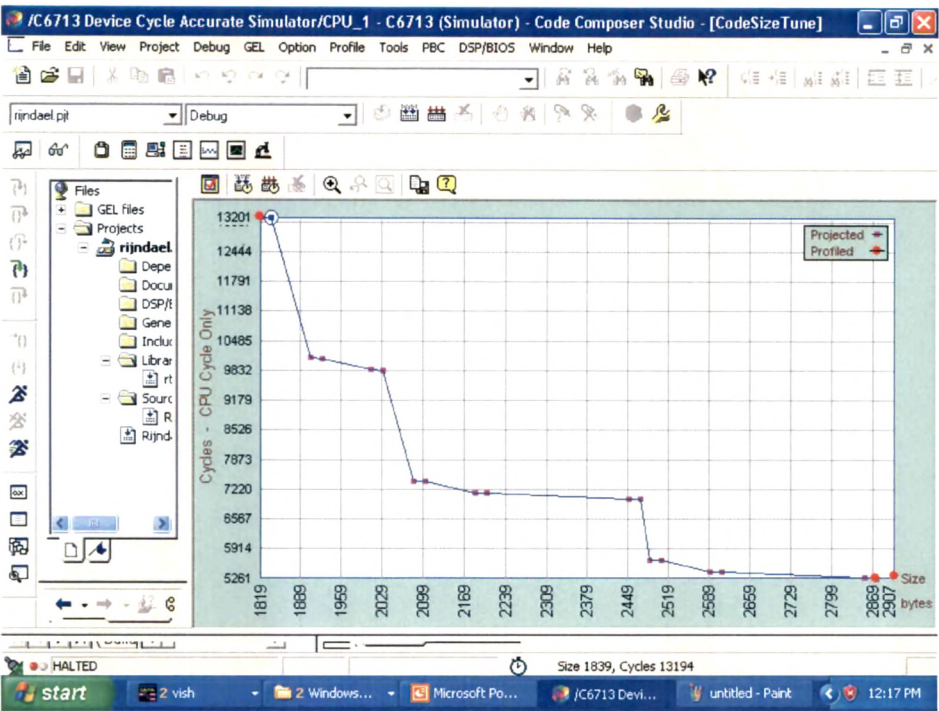 /C6713 Device Cycle Accurate Simulator/CPU_1 - C6713 (Simulator) - Code Composer Studio - [CodeSizeTune]
File Edit View Project Debug GEL Option Profile Tools PBC DSP/BIOS Window Help
rijndael.pjt Debug
Files
GEL files
Projects
rijndael.
Depe
Docu
DSP/E
Gene
Includ
Librar
rt
Sourc
R
Rijnd
Projected
Profiled
Cycles - CPU Cycle Only
13201
12444
11791
11138
10485
9832
9179
8526
7873
7220
6567
5914
5261
1819 1889 1959 2029 2099 2169 2239 2309 2379 2449 2519 2589 2659 2729 2799 2869 2907
Size
bytes
HALTED Size 1839, Cycles 13194
start 2 vish 2 Windows... Microsoft Po... /C6713 Devi... untitled - Paint 12:17 PM